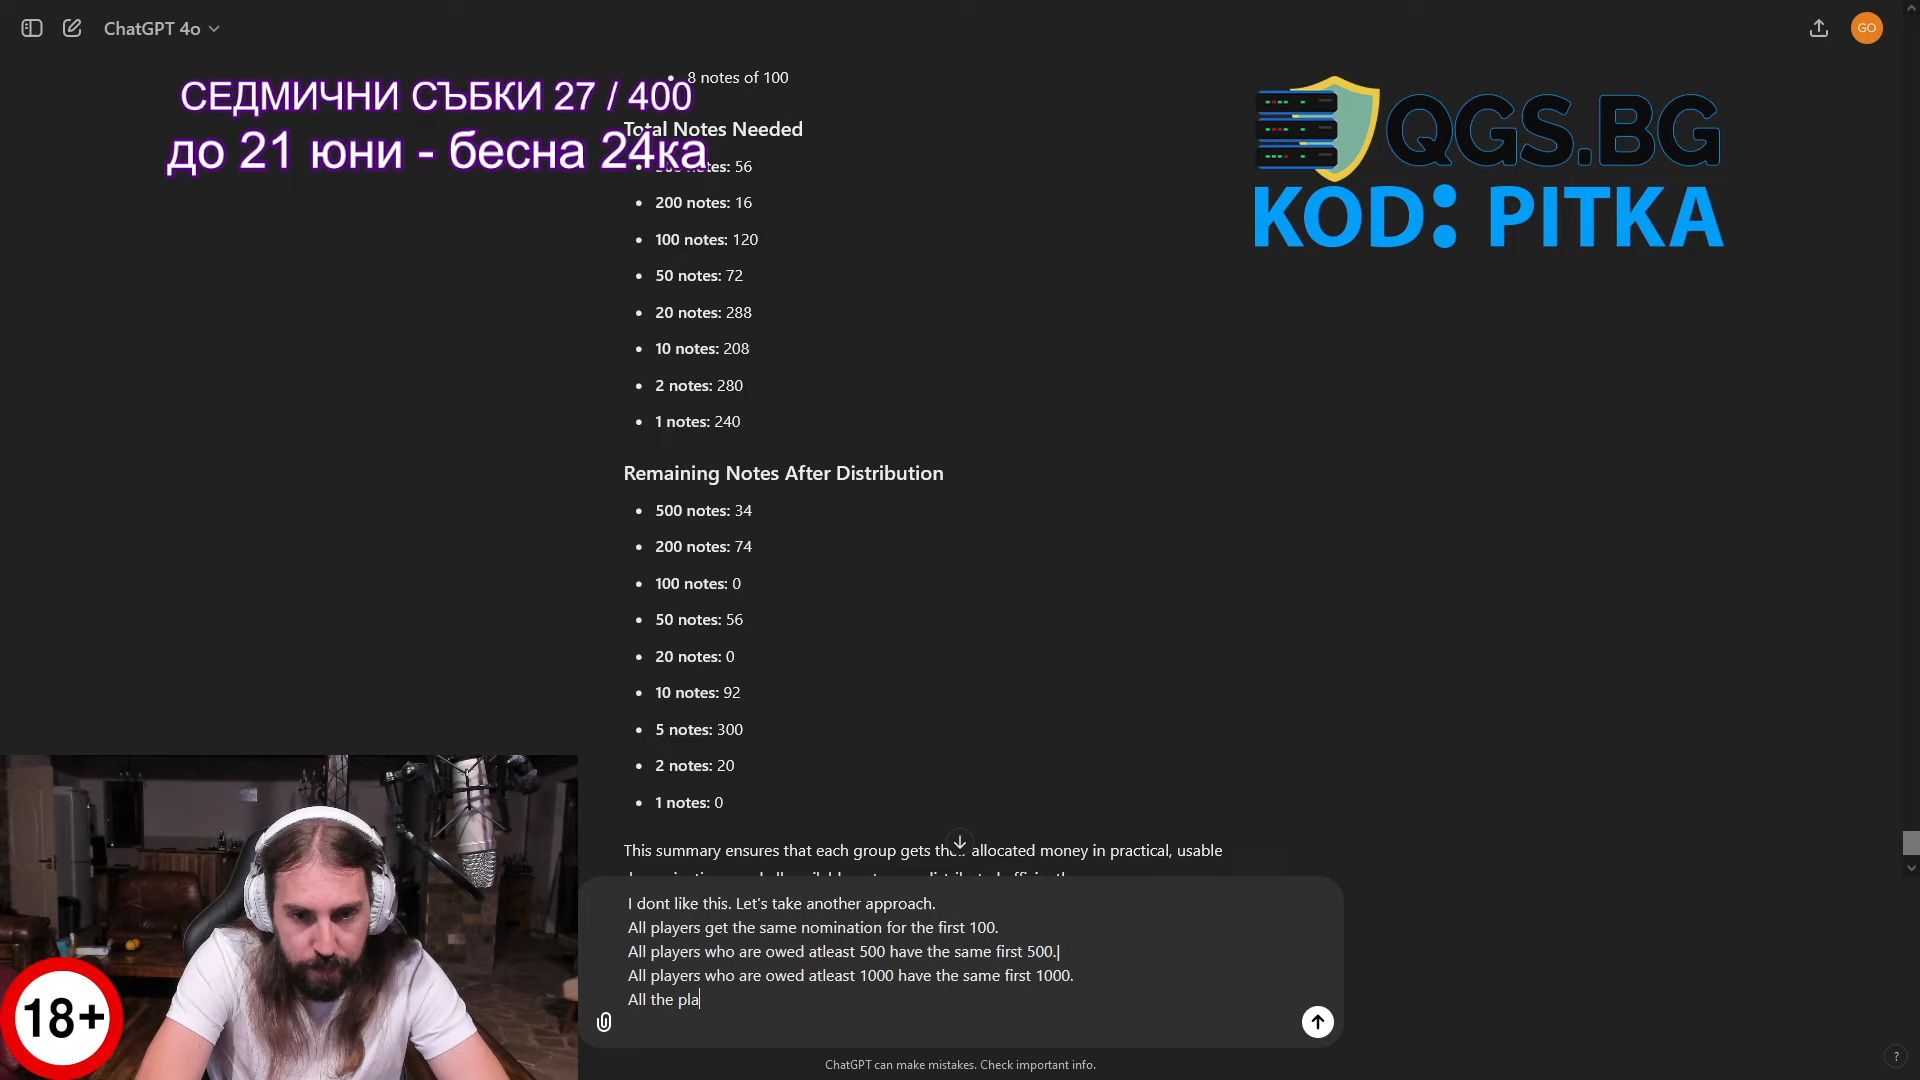 ChatGPT 4o
GO
СЕДМИЧНИ СЪБКИ 27 / 400
до 21 юни - бесна 24ка
QGS.BG
KOD: PITKA
8 notes of 100
Total Notes Needed
notes: 56
200 notes: 16
100 notes: 120
50 notes: 72
20 notes: 288
10 notes: 208
2 notes: 280
1 notes: 240
Remaining Notes After Distribution
500 notes: 34
200 notes: 74
100 notes: 0
50 notes: 56
20 notes: 0
10 notes: 92
5 notes: 300
2 notes: 20
1 notes: 0
This summary ensures that each group gets allocated money in practical, usable
I dont like this. Let's take another approach.
All players get the same nomination for the first 100.
All players who are owed atleast 500 have the same first 500.
All players who are owed atleast 1000 have the same first 1000.
All the pla
18+
ChatGPT can make mistakes. Check important info.
?